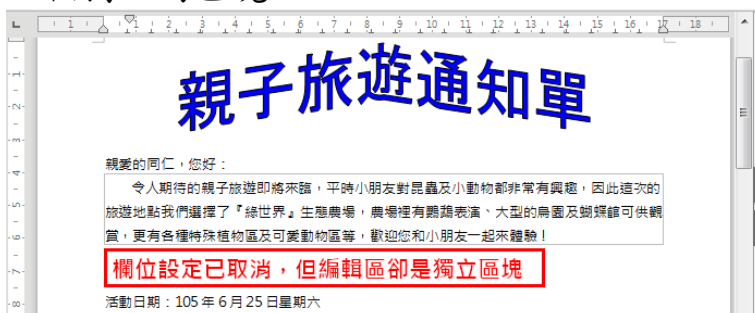 親子旅遊通知單
親愛的同仁，您好：
令人期待的親子旅遊即將來臨，平時小朋友對昆蟲及小動物都非常有興趣，因此這次的
旅遊地點我們選擇了『綠世界』生態農場，農場裡有鸚鵡表演、大型的鳥園及蝴蝶館可供觀
賞，更有各種特殊植物區及可愛動物區等，歡迎您和小朋友一起來體驗！
欄位設定已取消，但編輯區卻是獨立區塊
活動日期：105 年 6 月 25 日星期六